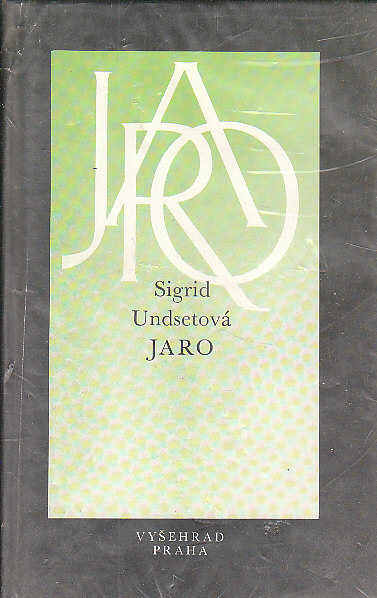 JARO
Sigrid
Undsetová
JARO
VYŠEHRAD
PRAHA